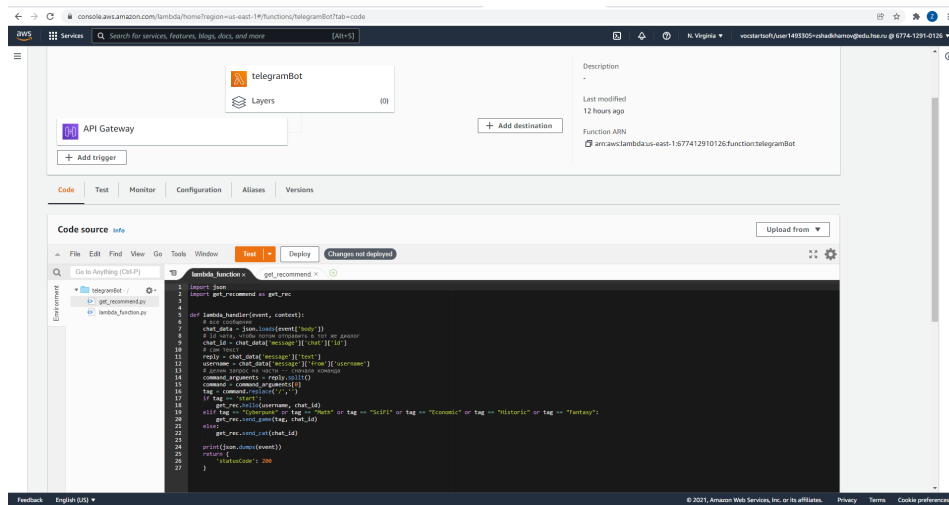 console.aws.amazon.com/lambda/home?region=us-east-1#/functions/telegramBot?tab=code
aws
Services
Search for services, features, blogs, docs, and more
[Alt+S]
N. Virginia ▼
vocstartsoft/user1493305=zshadkhamov@edu.hse.ru @ 6774-1291-0126 ▼
telegramBot
Layers
(0)
API Gateway
+ Add trigger
+ Add destination
Description
-
Last modified
12 hours ago
Function ARN
arn:aws:lambda:us-east-1:677412910126:function:telegramBot
Code
Test
Monitor
Configuration
Aliases
Versions
Code source
Info
Upload from ▼
File Edit Find View Go Tools Window
Test
Deploy
Changes not deployed
Go to Anything (Ctrl-P)
lambda_function ×
get_recommend ×
Environment
telegramBot /
get_recommend.py
lambda_function.py
1 import json
2 import get_recommend as get_rec
3
4
5 def lambda_handler(event, context):
6 # все сообщение
7 chat_data = json.loads(event['body'])
8 # id чата, чтобы потом отправить в тот же диалог
9 chat_id = chat_data['message']['chat']['id']
10 # сам текст
11 reply = chat_data['message']['text']
12 username = chat_data['message']['from']['username']
13 # делим запрос на части -- сначала команда
14 command_arguments = reply.split()
15 command = command_arguments[0]
16 tag = command.replace('/','')
17 if tag == 'start':
18 get_rec.hello(username, chat_id)
19 elif tag == "Cyberpunk" or tag == "Math" or tag == "SciFi" or tag == "Economic" or tag == "Historic" or tag == "Fantasy":
20 get_rec.send_game(tag, chat_id)
21 else:
22 get_rec.send_cat(chat_id)
23
24 print(json.dumps(event))
25 return {
26 'statusCode': 200
27 }
Feedback
English (US) ▼
© 2021, Amazon Web Services, Inc. or its affiliates.
Privacy
Terms
Cookie preferences